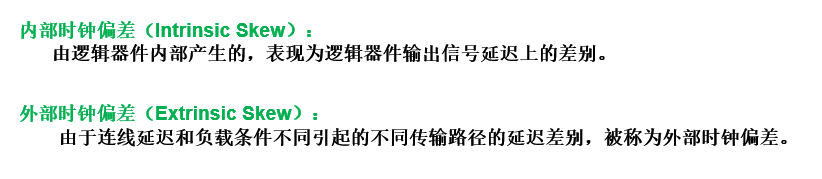 内部时钟偏差（Intrinsic Skew）：
由逻辑器件内部产生的，表现为逻辑器件输出信号延迟上的差别。
外部时钟偏差（Extrinsic Skew）：
由于连线延迟和负载条件不同引起的不同传输路径的延迟差别，被称为外部时钟偏差。